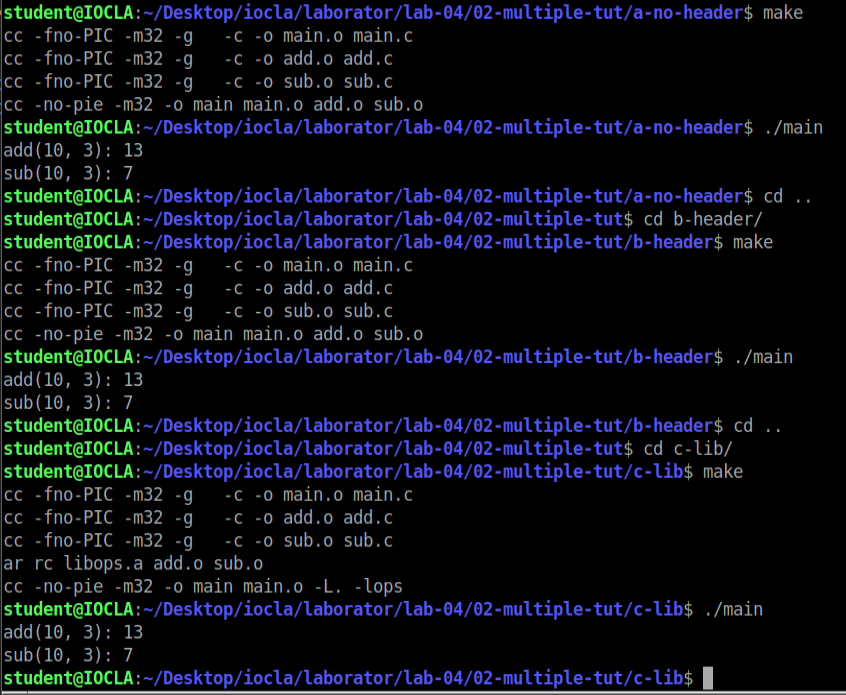 student@IOCLA:~/Desktop/iocla/laborator/lab-04/02-multiple-tut/a-no-header$ make
cc -fno-PIC -m32 -g   -c -o main.o main.c
cc -fno-PIC -m32 -g   -c -o add.o add.c
cc -fno-PIC -m32 -g   -c -o sub.o sub.c
cc -no-pie -m32 -o main main.o add.o sub.o
student@IOCLA:~/Desktop/iocla/laborator/lab-04/02-multiple-tut/a-no-header$ ./main
add(10, 3): 13
sub(10, 3): 7
student@IOCLA:~/Desktop/iocla/laborator/lab-04/02-multiple-tut/a-no-header$ cd ..
student@IOCLA:~/Desktop/iocla/laborator/lab-04/02-multiple-tut$ cd b-header/
student@IOCLA:~/Desktop/iocla/laborator/lab-04/02-multiple-tut/b-header$ make
cc -fno-PIC -m32 -g   -c -o main.o main.c
cc -fno-PIC -m32 -g   -c -o add.o add.c
cc -fno-PIC -m32 -g   -c -o sub.o sub.c
cc -no-pie -m32 -o main main.o add.o sub.o
student@IOCLA:~/Desktop/iocla/laborator/lab-04/02-multiple-tut/b-header$ ./main
add(10, 3): 13
sub(10, 3): 7
student@IOCLA:~/Desktop/iocla/laborator/lab-04/02-multiple-tut/b-header$ cd ..
student@IOCLA:~/Desktop/iocla/laborator/lab-04/02-multiple-tut$ cd c-lib/
student@IOCLA:~/Desktop/iocla/laborator/lab-04/02-multiple-tut/c-lib$ make
cc -fno-PIC -m32 -g   -c -o main.o main.c
cc -fno-PIC -m32 -g   -c -o add.o add.c
cc -fno-PIC -m32 -g   -c -o sub.o sub.c
ar rc libops.a add.o sub.o
cc -no-pie -m32 -o main main.o -L. -lops
student@IOCLA:~/Desktop/iocla/laborator/lab-04/02-multiple-tut/c-lib$ ./main
add(10, 3): 13
sub(10, 3): 7
student@IOCLA:~/Desktop/iocla/laborator/lab-04/02-multiple-tut/c-lib$